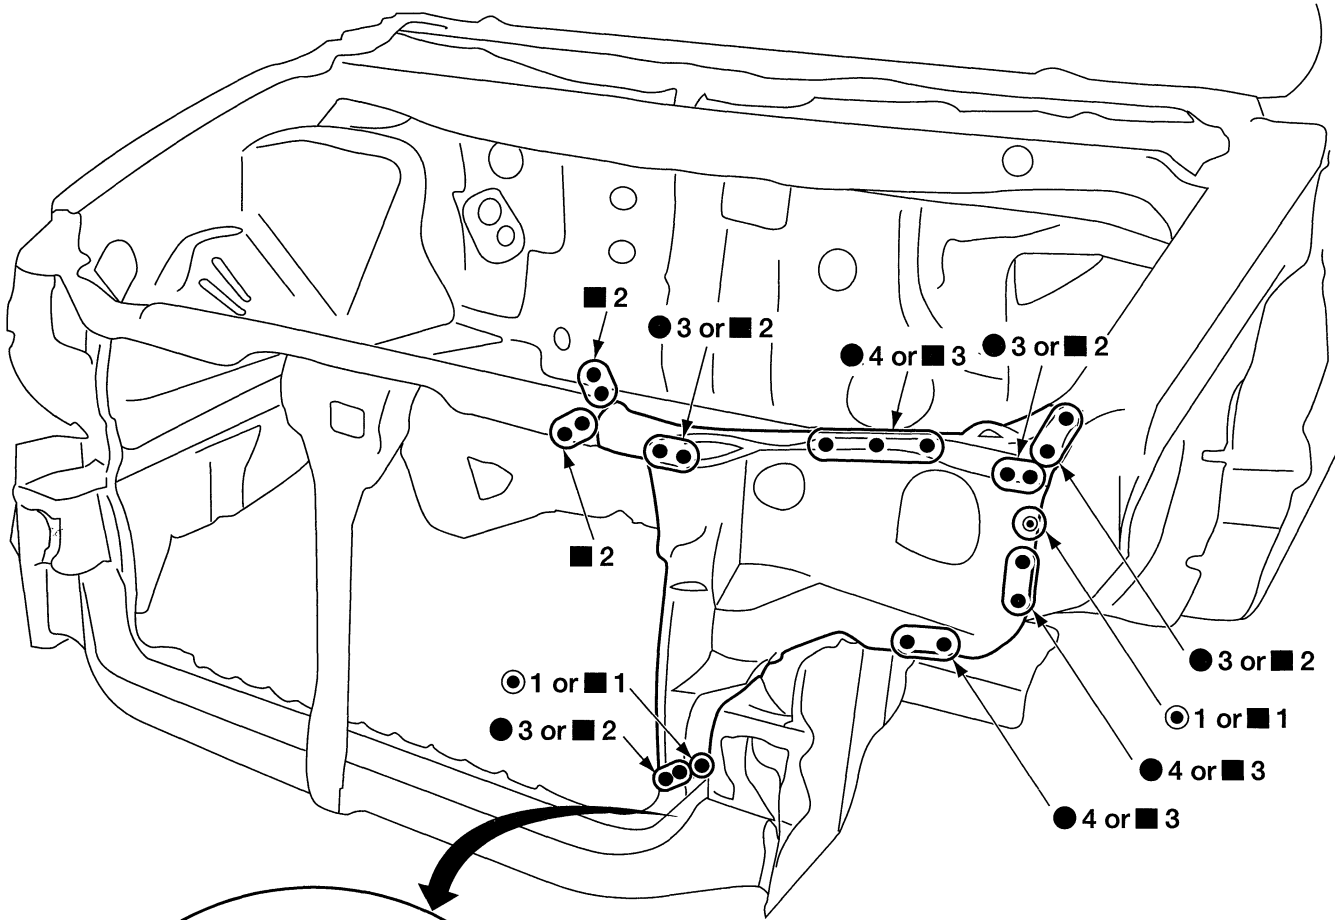 ■ 2
● 3 or ■ 2
● 4 or ■ 3
● 3 or ■ 2
■ 2
● 3 or ■ 2
◉ 1 or ■ 1
◉ 1 or ■ 1
● 3 or ■ 2
● 4 or ■ 3
● 4 or ■ 3